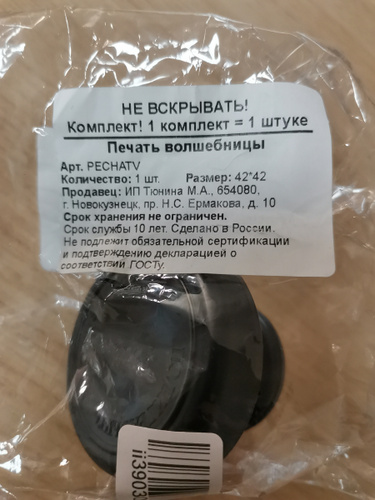 НЕ ВСКРЫВАТЬ!
Комплект! 1 комплект = 1 штуке
Печать волшебницы
Арт. PECHATV
Количество: 1 шт. Размер: 42*42
Продавец: ИП Тюнина М.А., 654080,
г. Новокузнецк, пр. Н.С. Ермакова, д. 10
Срок хранения не ограничен.
Срок службы 10 лет. Сделано в России.
Не подлежит обязательной сертификации
и подтверждению декларацией о
соответствии ГОСТу.